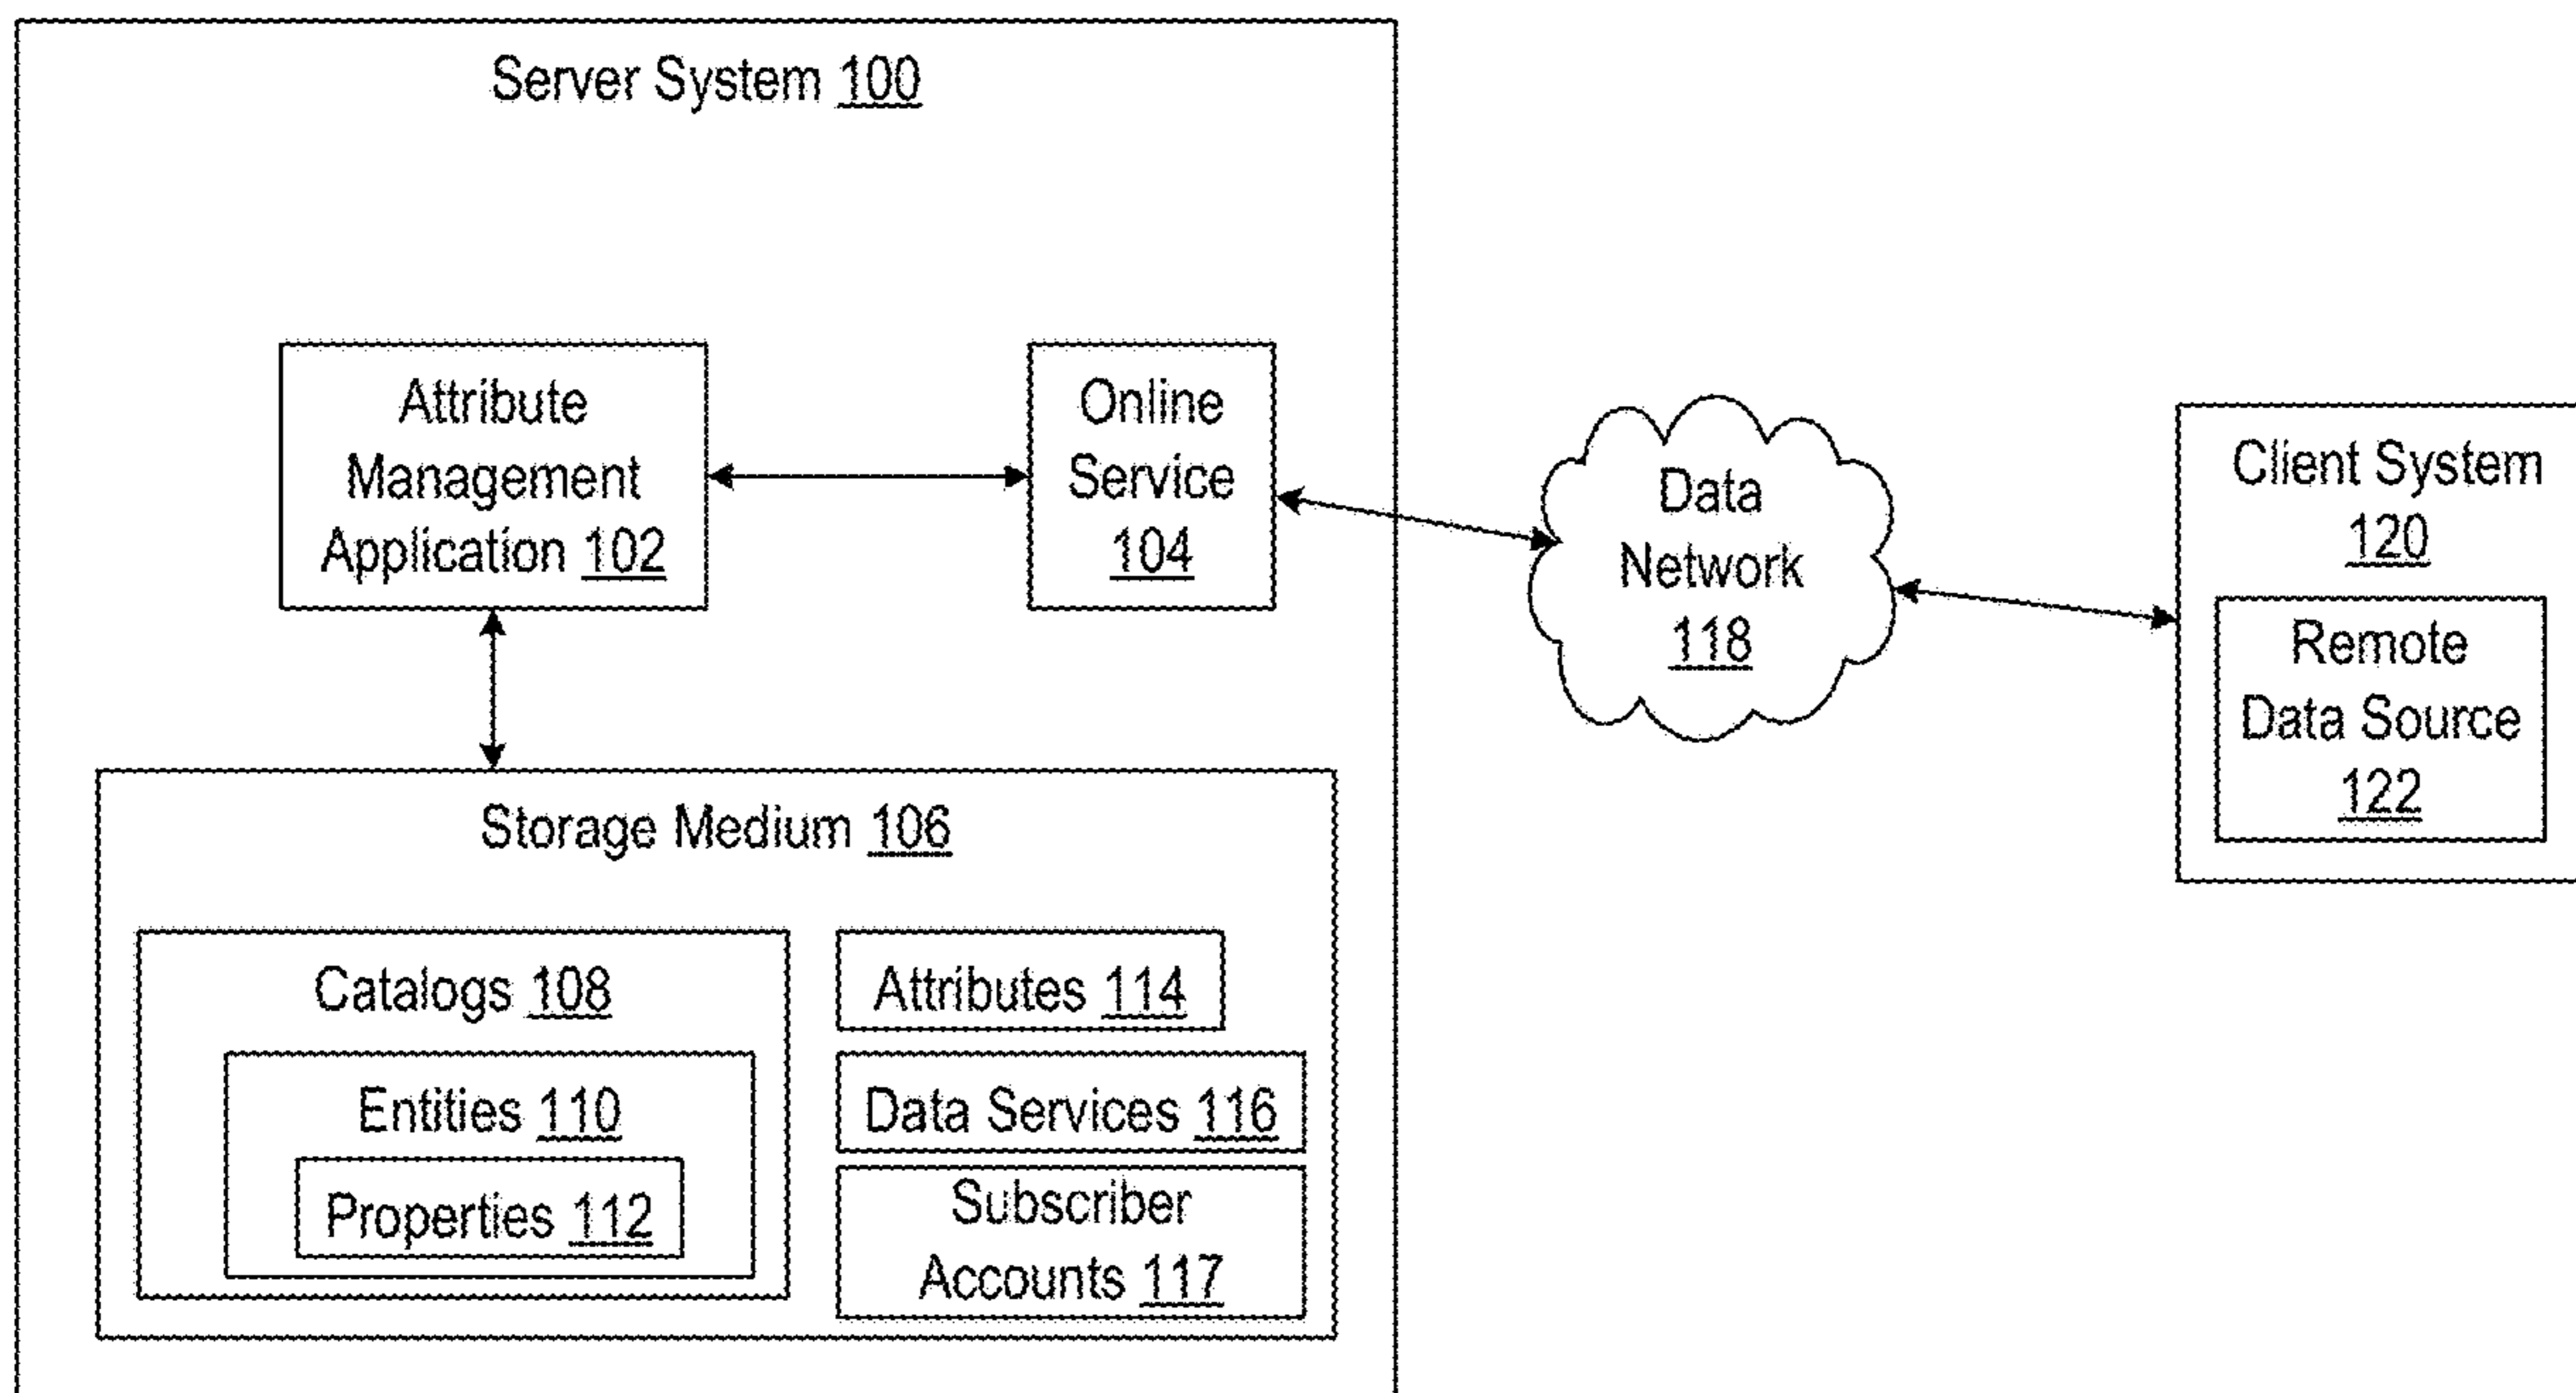 Server System 100
Attribute
Management
Application 102
Online
Service
104
Data
Network
118
Client System
120
Remote
Data Source
122
Storage Medium 106
Catalogs 108
Entities 110
Properties 112
Attributes 114
Data Services 116
Subscriber
Accounts 117